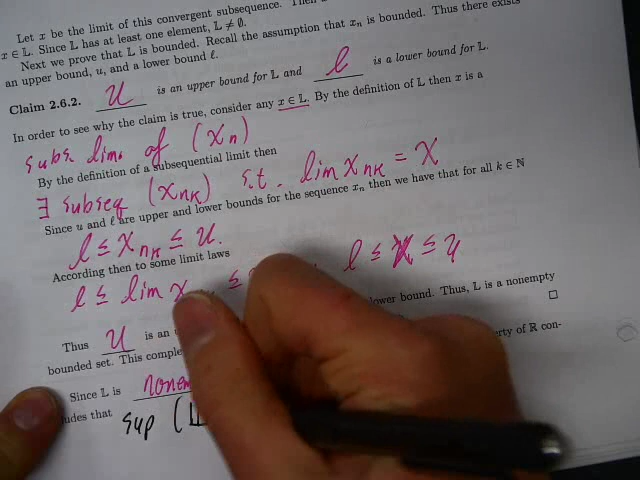 Let x be the limit of this convergent subsequence.
x ∈ 𝕃. Since 𝕃 has at least one element, 𝕃 ≠ ∅.
Next we prove that 𝕃 is bounded. Recall the assumption that xₙ is bounded. Thus there exists
an upper bound, u, and a lower bound ℓ.
Claim 2.6.2. u is an upper bound for 𝕃 and ℓ is a lower bound for 𝕃.
In order to see why the claim is true, consider any x ∈ 𝕃. By the definition of 𝕃 then x is a
subs lim. of (xn)
By the definition of a subsequential limit then
∃ subseq (xnk) s.t. lim xnk = x
Since u and ℓ are upper and lower bounds for the sequence xₙ then we have that for all k ∈ ℕ
ℓ ≤ xnk ≤ u.
According then to some limit laws
ℓ ≤ lim x ≤ ℓ ≤ x ≤ u
Thus u is an lower bound. Thus, 𝕃 is a nonempty
bounded set. This □
Since 𝕃 is erty of ℝ con-
that sup (𝕃